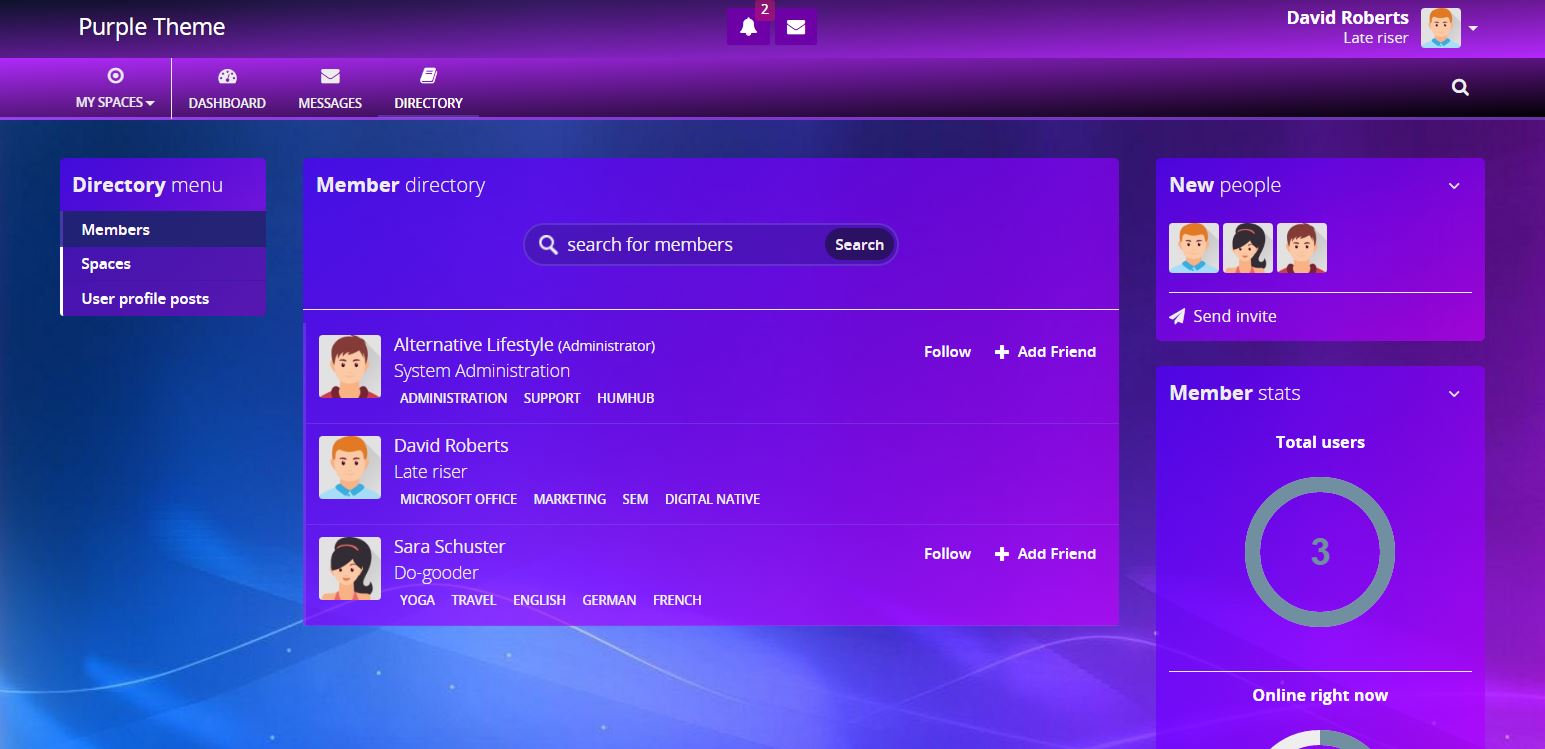 Purple Theme
2
David Roberts
Late riser
MY SPACES
DASHBOARD
MESSAGES
DIRECTORY
Directory menu
Members
Spaces
User profile posts
Member directory
search for members
Search
Alternative Lifestyle (Administrator)
System Administration
ADMINISTRATION SUPPORT HUMHUB
Follow
Add Friend
David Roberts
Late riser
MICROSOFT OFFICE MARKETING SEM DIGITAL NATIVE
Sara Schuster
Do-gooder
YOGA TRAVEL ENGLISH GERMAN FRENCH
Follow
Add Friend
New people
Send invite
Member stats
Total users
3
Online right now